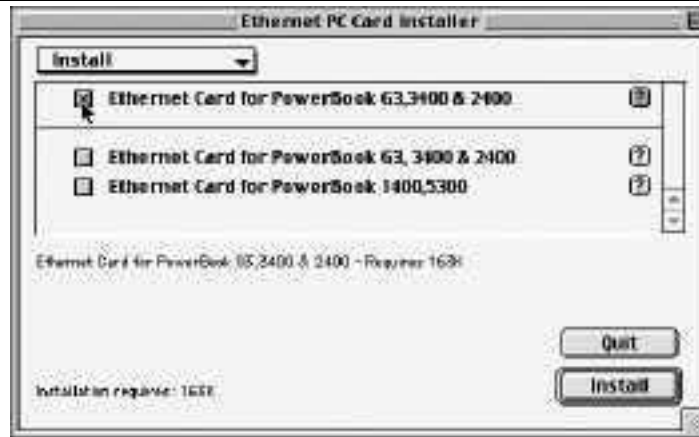 Ethernet PC Card Installer
Install
Ethernet Card for PowerBook G3,3400 & 2400
?
Ethernet Card for PowerBook G3, 3400 & 2400
?
Ethernet Card for PowerBook 1400,5300
?
Ethernet Card for PowerBook G3,3400 & 2400 - Requires 163K
Quit
Installation requires: 163K
Install